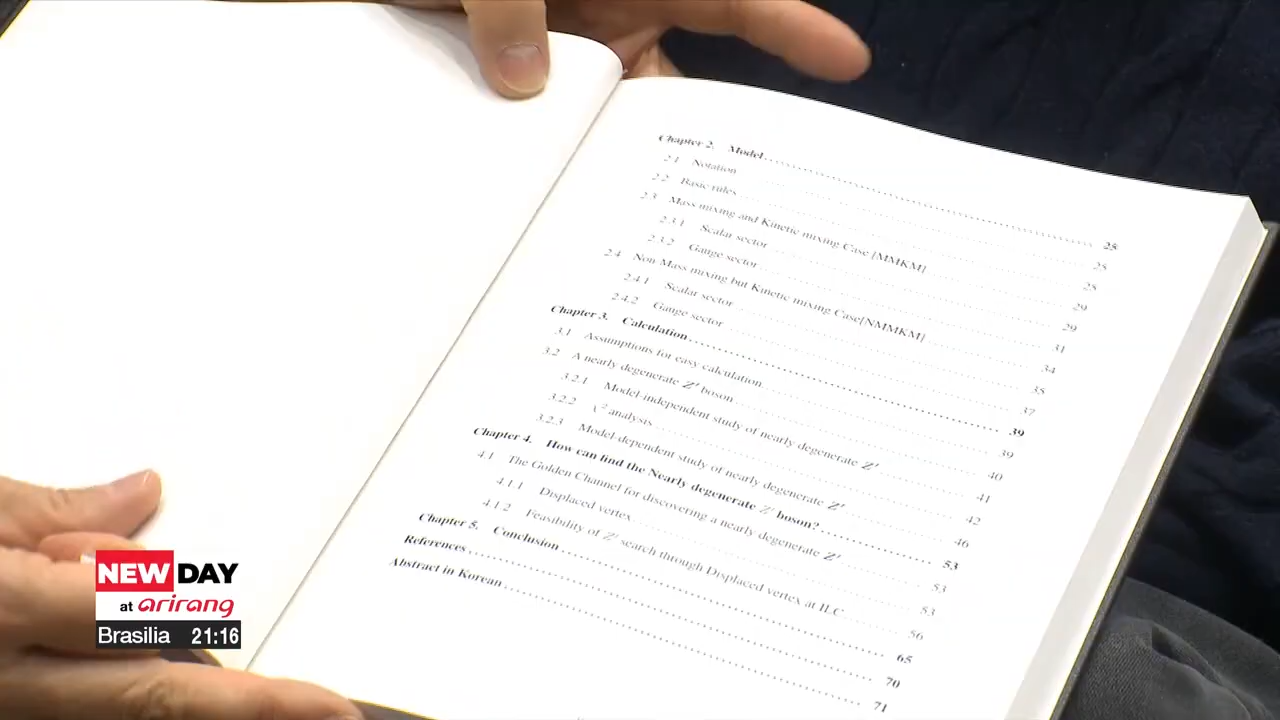 Chapter 2. Model 25
2.1 Notation 25
2.2 Basic rules 28
2.3 Mass mixing and Kinetic mixing Case [MMKM] 29
2.3.1 Scalar sector 29
2.3.2 Gange sector 31
2.4 Non Mass mixing but Kinetic mixing Case[NMMKM] 34
2.4.1 Scalar sector 35
2.4.2 Gange sector 37
Chapter 3. Calculation 39
3.1 Assumptions for easy calculation 39
3.2 A nearly degenerate Z′ boson 40
3.2.1 Model-independent study of nearly degenerate Z′ 41
3.2.2 χ² analysis 42
3.2.3 Model-dependent study of nearly degenerate Z′ 46
Chapter 4. How can find the Nearly degenerate Z′ boson? 53
4.1 The Golden Channel for discovering a nearly degenerate Z′ 53
4.1.1 Displaced vertex 53
4.1.2 Feasibility of Z′ search through Displaced vertex at ILC 56
Chapter 5. Conclusion 65
References 70
Abstract in Korean 71
NEW DAY
at arirang
Brasilia 21:16